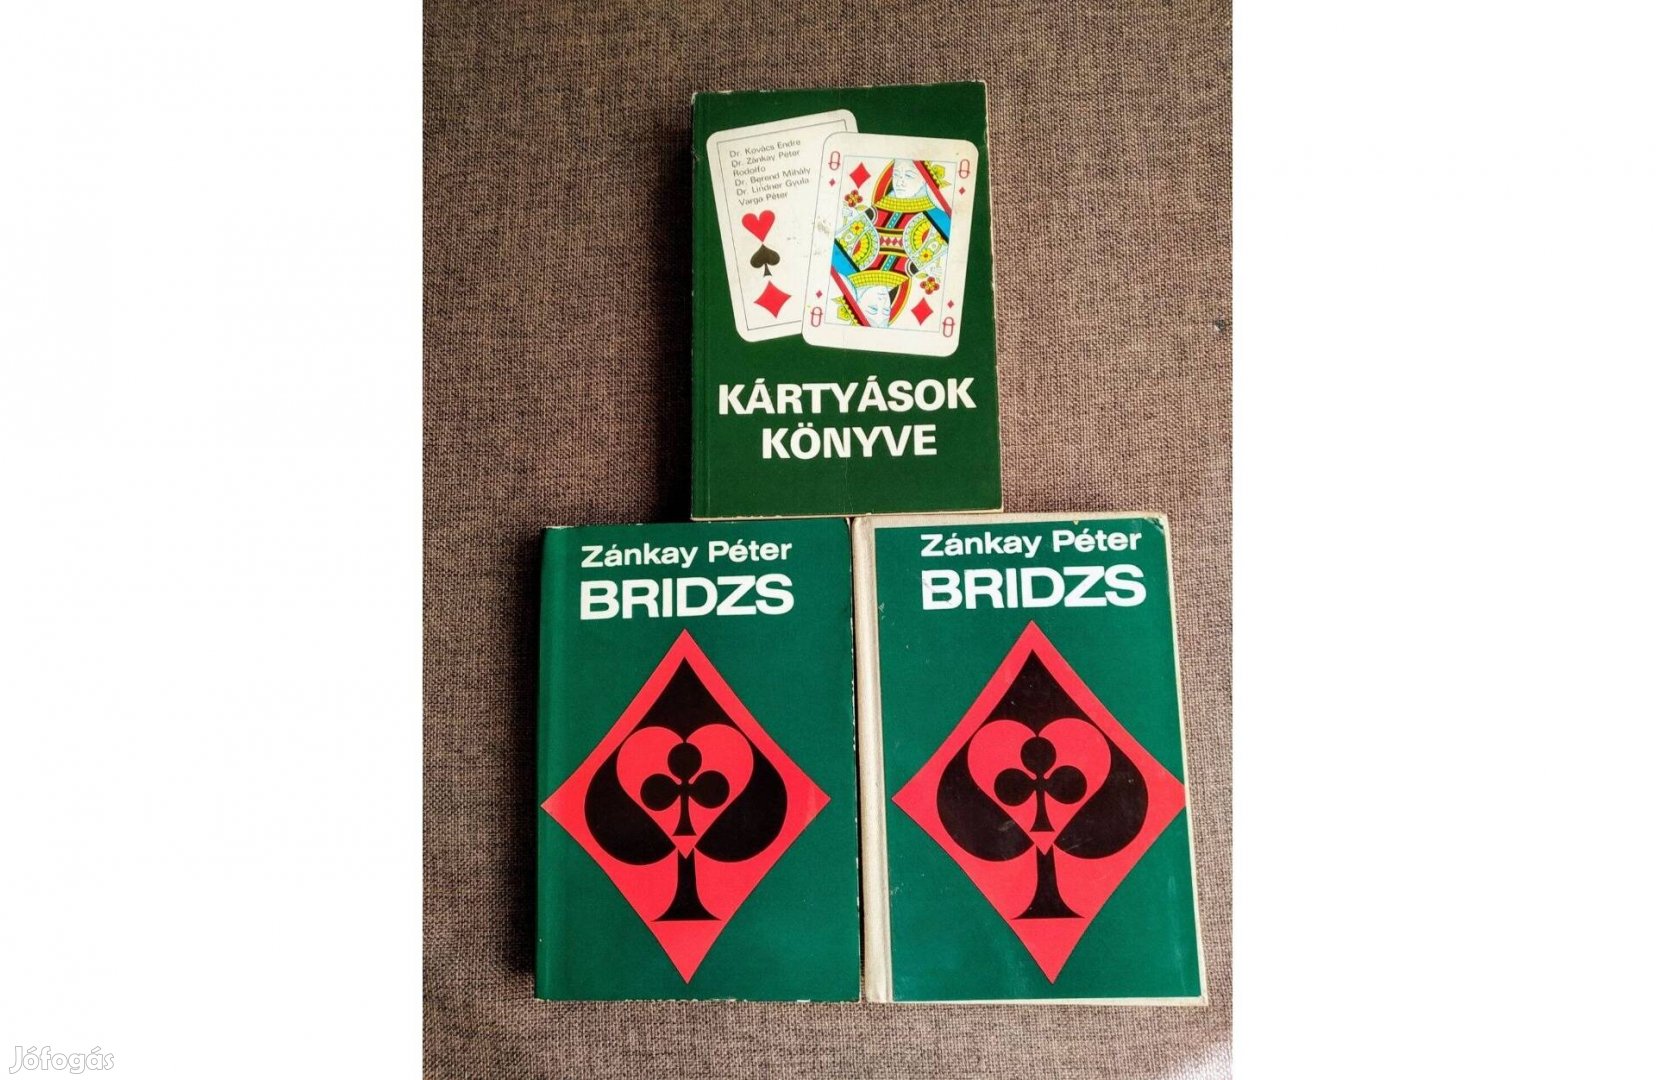 Dr. Kovács Endre
Dr. Zánkay Péter
Rodolfo
Dr. Berend Mihály
Dr. Lindner Gyula
Varga Péter
Q
Q
Q
Q
KÁRTYÁSOK
KÖNYVE
Zánkay Péter
BRIDZS
Zánkay Péter
BRIDZS
Jófogás